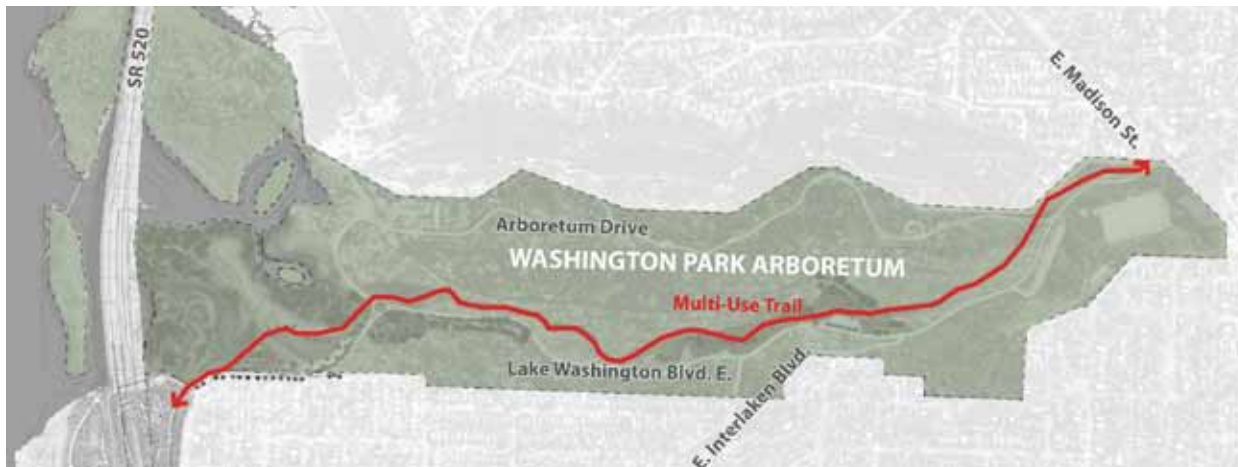 SR 520
E. Madison St.
Arboretum Drive
WASHINGTON PARK ARBORETUM
Multi-Use Trail
Lake Washington Blvd. E.
E. Interlaken Blvd.